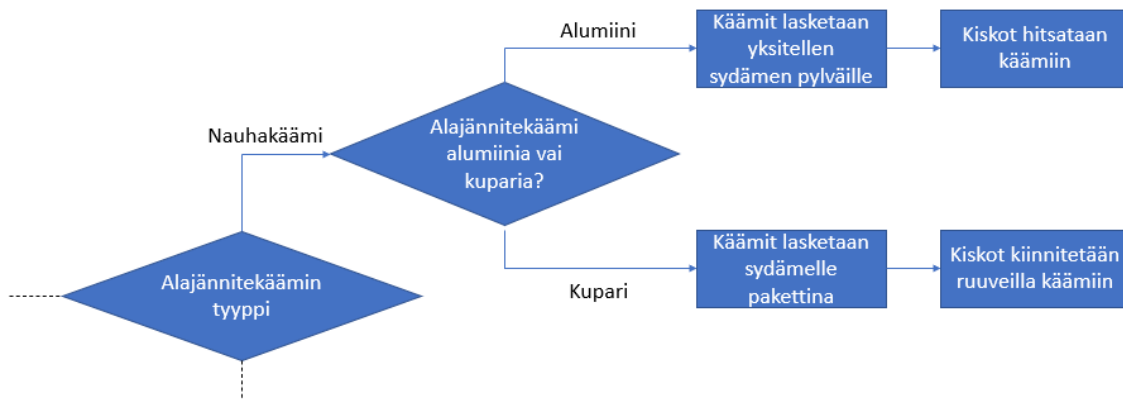 Alumiini
Käämit lasketaan
yksitellen
sydämen pylväille
Kiskot hitsataan
käämiin
Nauhakäämi
Alajännitekäämi
alumiinia vai
kuparia?
Alajännitekäämin
tyyppi
Kupari
Käämit lasketaan
sydämelle
pakettina
Kiskot kiinnitetään
ruuveilla käämiin